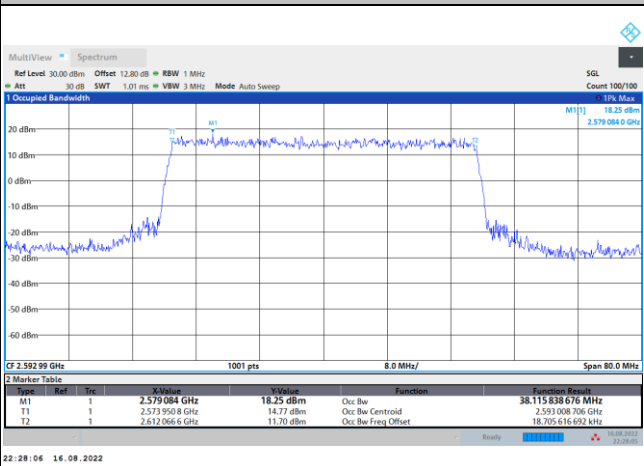 MultiView Spectrum
Ref Level 30.00 dBm Offset 12.80 dB RBW 1 MHz SGL
Att 30 dB SWT 1.01 ms VBW 3 MHz Mode Auto Sweep Count 100/100
1 Occupied Bandwidth 1Pk Max
M1[1] 18.25 dBm
2.579 084 0 GHz
M1
T1 T2
20 dBm
10 dBm
0 dBm
-10 dBm
-20 dBm
-30 dBm
-40 dBm
-50 dBm
-60 dBm
CF 2.592 99 GHz 1001 pts 8.0 MHz/ Span 80.0 MHz
2 Marker Table
Type Ref Trc X-Value Y-Value Function Function Result
M1 1 2.579 084 GHz 18.25 dBm Occ Bw 38.115 838 676 MHz
T1 1 2.573 950 8 GHz 14.77 dBm Occ Bw Centroid 2.593 008 706 GHz
T2 1 2.612 066 6 GHz 11.70 dBm Occ Bw Freq Offset 18.705 616 692 kHz
Ready 16.08.2022
22:28:05
22:28:06 16.08.2022